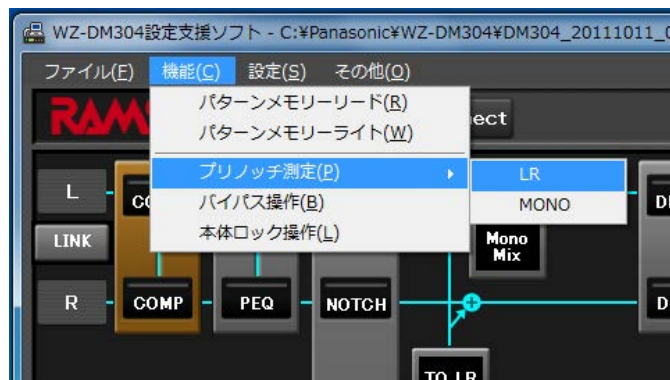 WZ-DM304設定支援ソフト - C:¥Panasonic¥WZ-DM304¥DM304_20111011_
ファイル(F) 機能(C) 設定(S) その他(O)
パターンメモリーリード(R)
パターンメモリーライト(W)
プリノッチ測定(P)
LR
MONO
バイパス操作(B)
本体ロック操作(L)
RAMS
ect
L
LINK
Mono
Mix
R
COMP
PEQ
NOTCH
D
TO LR